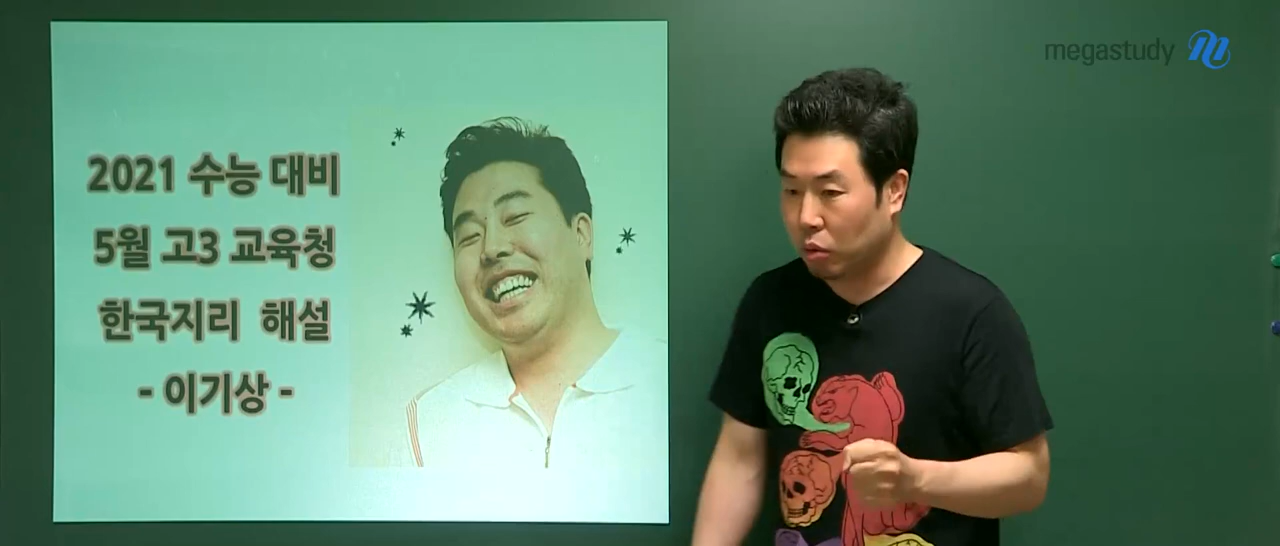 megastudy
2021 수능 대비
5월 고3 교육청
한국지리 해설
- 이기상 -